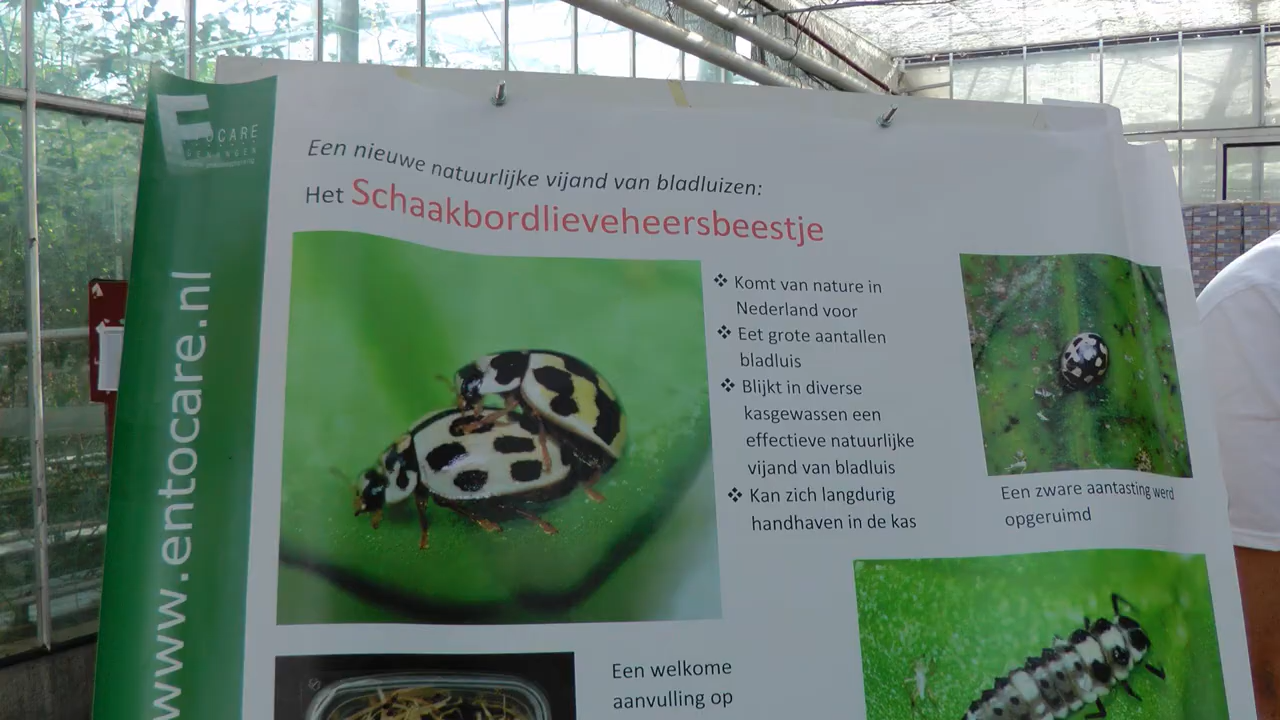 ENTOCARE
www.entocare.nl
Een nieuwe natuurlijke vijand van bladluizen:
Het Schaakbordlieveheersbeestje
❖ Komt van nature in
Nederland voor
❖ Eet grote aantallen
bladluis
❖ Blijkt in diverse
kasgewassen een
effectieve natuurlijke
vijand van bladluis
❖ Kan zich langdurig
handhaven in de kas
Een zware aantasting werd
opgeruimd
Een welkome
aanvulling op